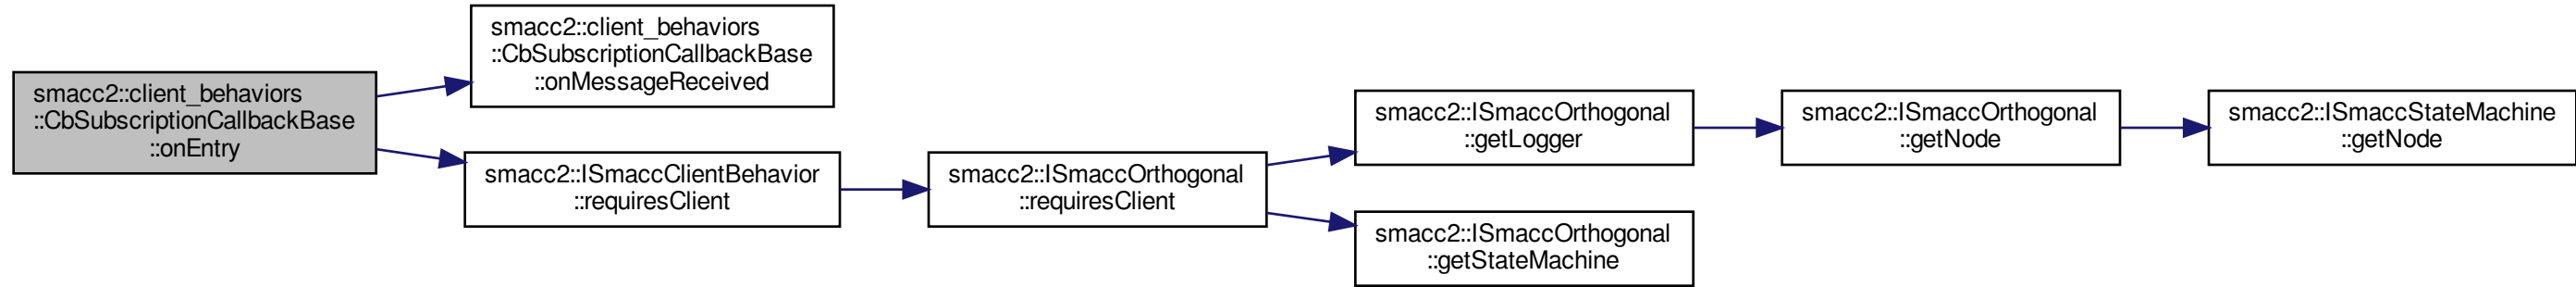 smacc2::client_behaviors
::CbSubscriptionCallbackBase
::onEntry
smacc2::client_behaviors
::CbSubscriptionCallbackBase
::onMessageReceived
smacc2::ISmaccClientBehavior
::requiresClient
smacc2::ISmaccOrthogonal
::requiresClient
smacc2::ISmaccOrthogonal
::getLogger
smacc2::ISmaccOrthogonal
::getNode
smacc2::ISmaccStateMachine
::getNode
smacc2::ISmaccOrthogonal
::getStateMachine